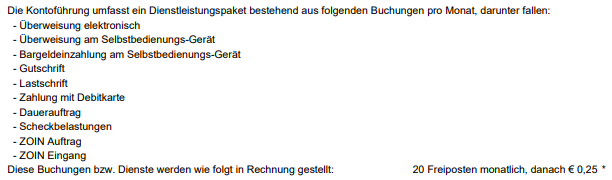 Die Kontoführung umfasst ein Dienstleistungspaket bestehend aus folgenden Buchungen pro Monat, darunter fallen:
- Überweisung elektronisch
- Überweisung am Selbstbedienungs-Gerät
- Bargeldeinzahlung am Selbstbedienungs-Gerät
- Gutschrift
- Lastschrift
- Zahlung mit Debitkarte
- Dauerauftrag
- Scheckbelastungen
- ZOIN Auftrag
- ZOIN Eingang
Diese Buchungen bzw. Dienste werden wie folgt in Rechnung gestellt: 20 Freiposten monatlich, danach € 0,25 *